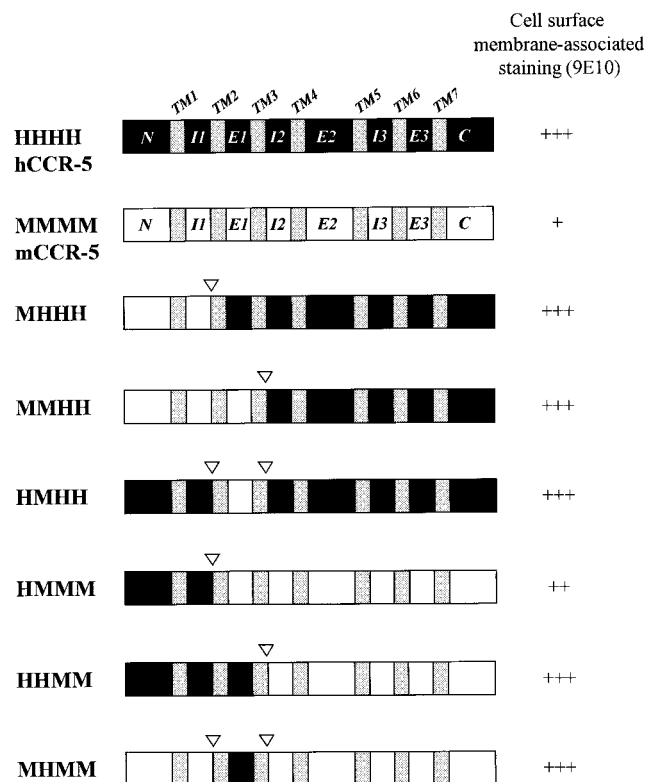 Cell surface
membrane-associated
staining (9E10)
TM1 TM2 TM3 TM4 TM5 TM6 TM7
HHHH N I1 E1 I2 E2 I3 E3 C +++
hCCR-5
MMMM N I1 E1 I2 E2 I3 E3 C +
mCCR-5
MHHH +++
MMHH +++
HMHH +++
HMMM ++
HHMM +++
MHMM +++